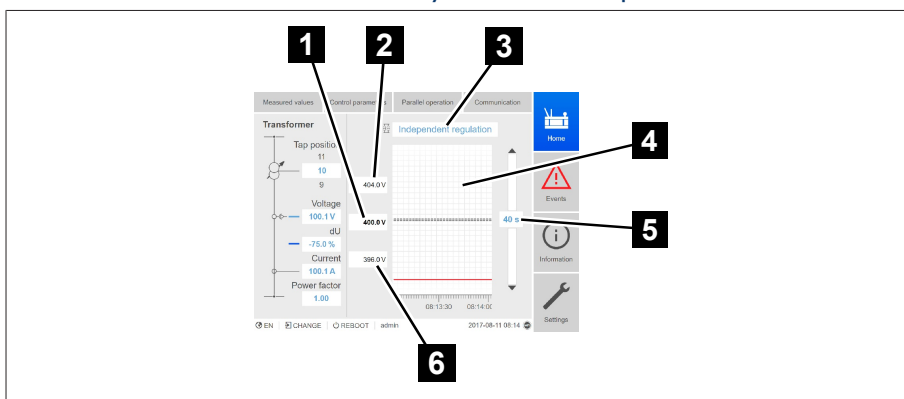 1
2
3
Measured values
Control parameters
Parallel operation
Communication
Transformer
Independent regulation
Home
Tap position
11
10
9
404.0 V
4
Events
Voltage
100.1 V
400.0 V
40 s
5
dU
-75.0 %
396.0 V
Information
Current
100.1 A
Power factor
1.00
08:13:30
08:14:00
Settings
EN
CHANGE
REBOOT
admin
2017-08-11 08:14
6